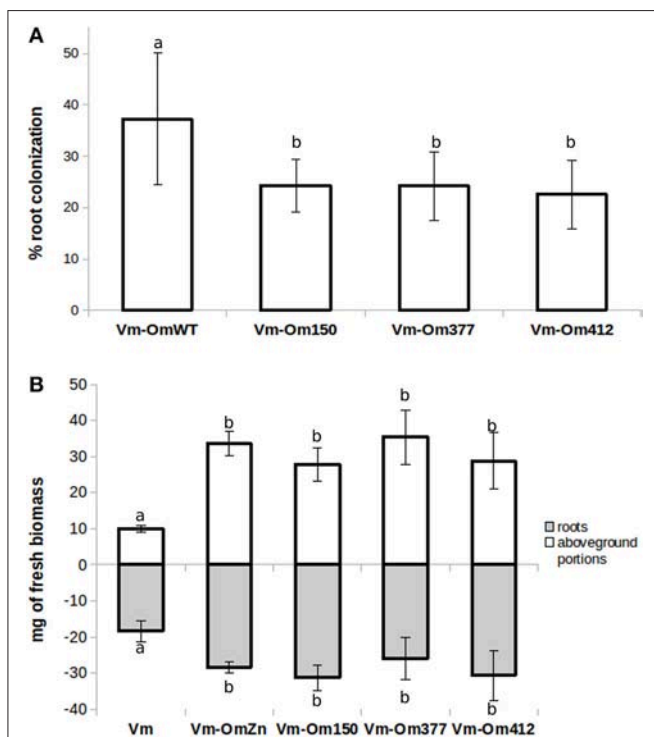 A
a
50
40
b
b
b
30
20
10
0
% root colonization
Vm-OmWT Vm-Om150 Vm-Om377 Vm-Om412
B
50
40
30
20
10
0
-10
-20
-30
-40
mg of fresh biomass
a
b
b
b
b
a
b
b
b
b
roots
aboveground
portions
Vm Vm-OmZn Vm-Om150 Vm-Om377 Vm-Om412